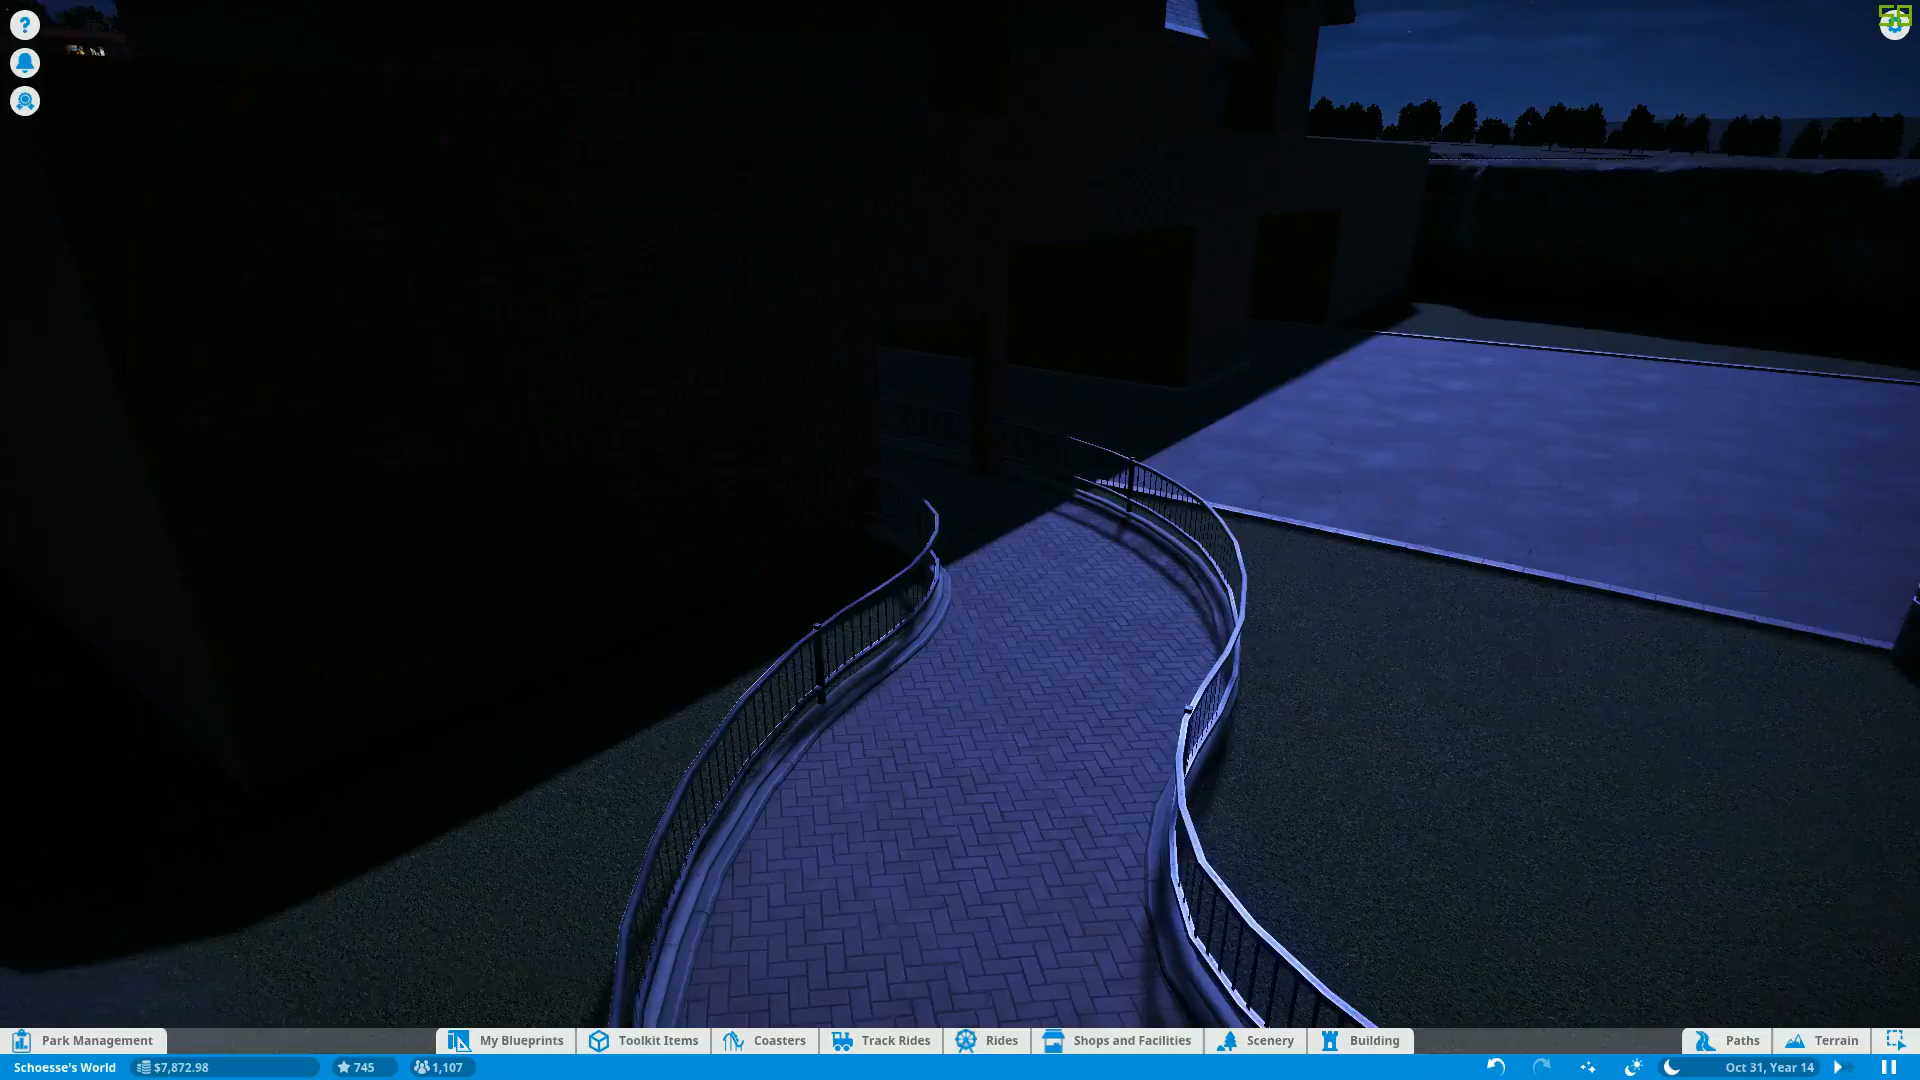 ?
Park Management
My Blueprints
Toolkit Items
Coasters
Track Rides
Rides
Shops and Facilities
Scenery
Building
Paths
Terrain
Schoesse's World
$7,872.98
745
1,107
Oct 31, Year 14